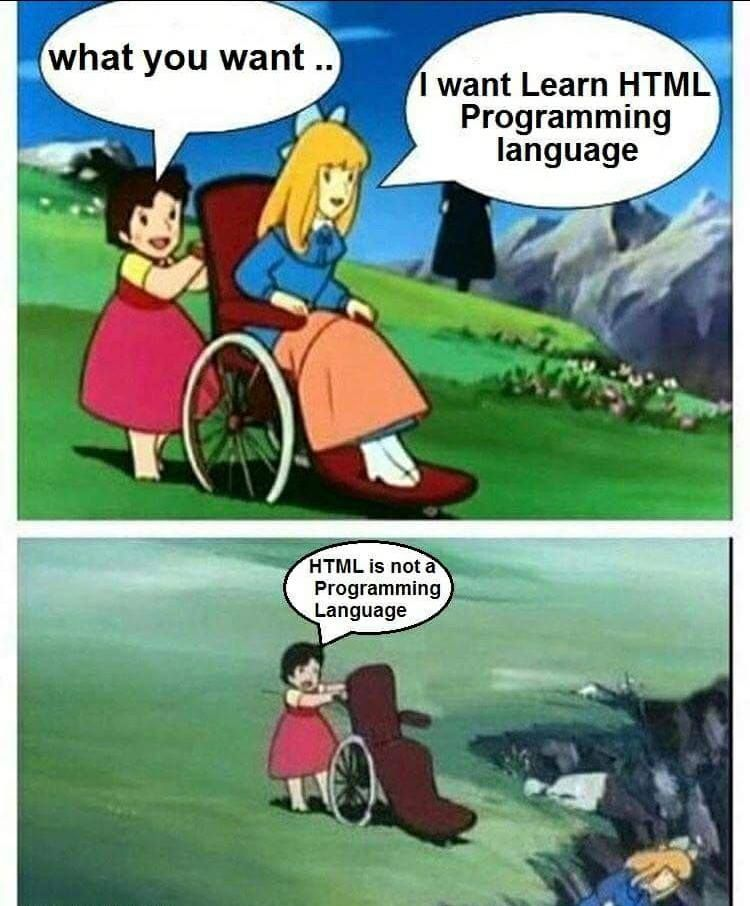 what you want ..
I want Learn HTML
Programming
language
HTML is not a
Programming
Language